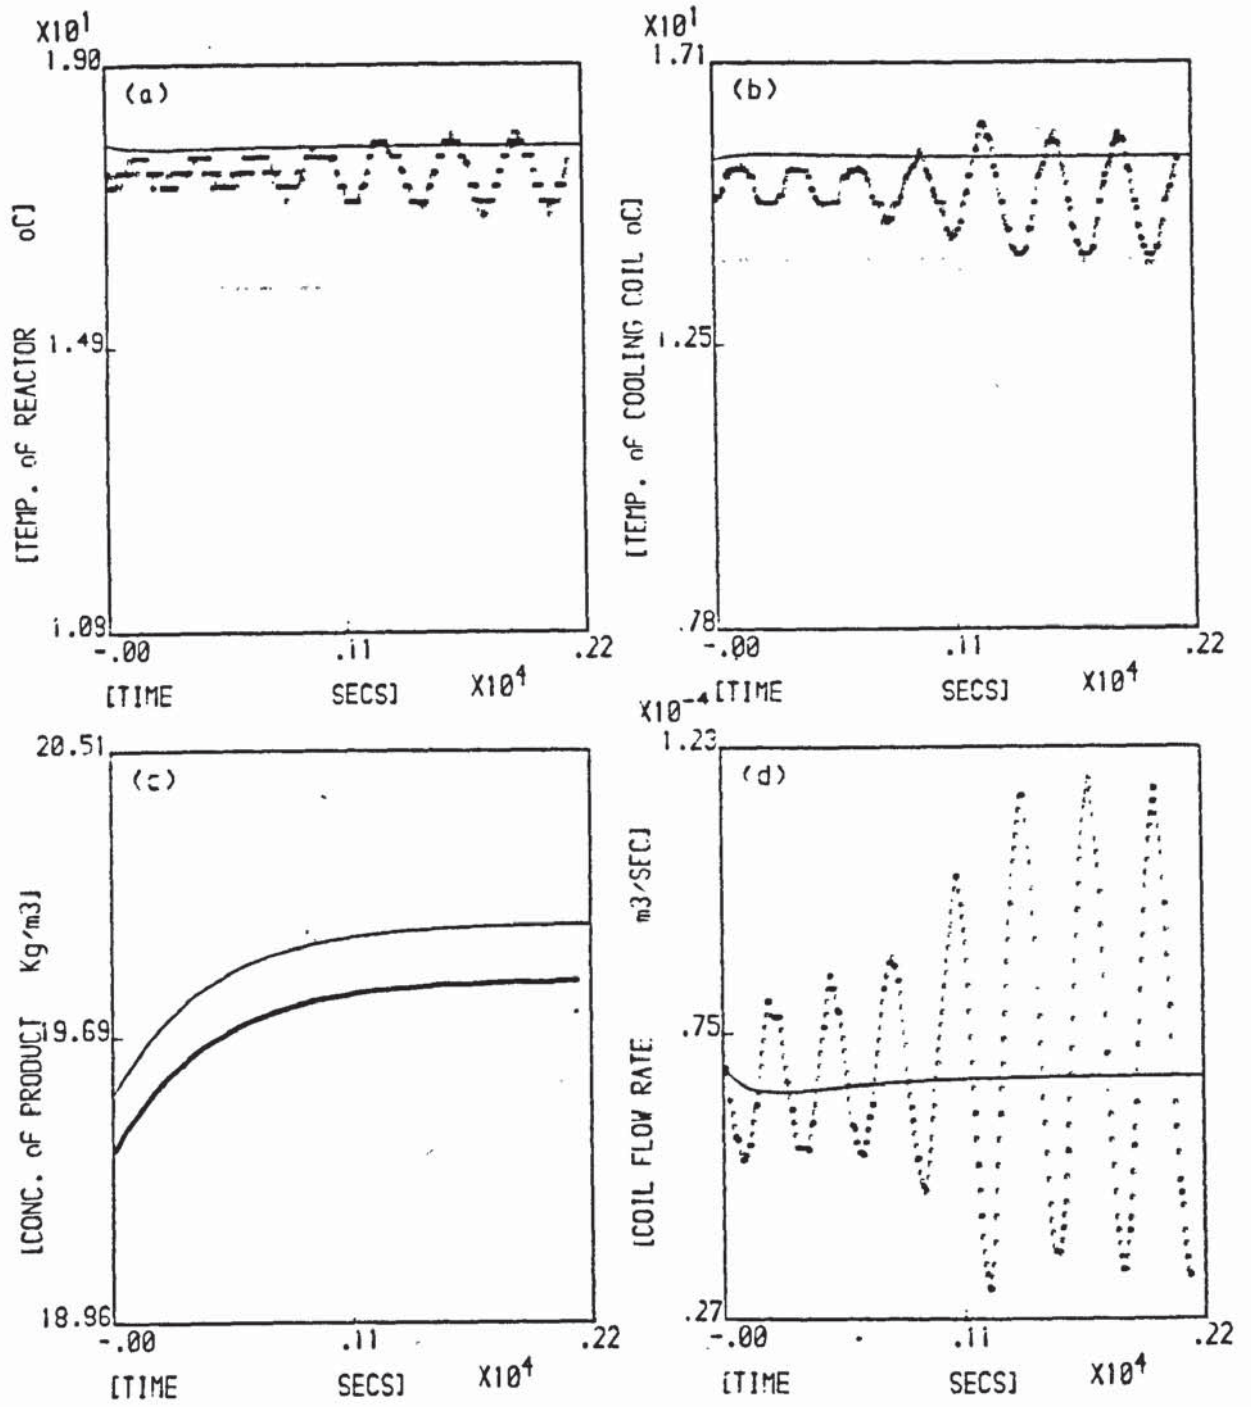 X10¹
1.90
(a)
1.49
1.09
[TEMP. of REACTOR oC]
-.00 .11 .22
[TIME SECS] X10⁴
X10¹
1.71
(b)
1.25
.78
[TEMP. of COOLING COIL oC]
-.00 .11 .22
[TIME SECS] X10⁴
20.51
(c)
19.69
18.96
[CONC. of PRODUCT Kg/m3]
-.00 .11 .22
[TIME SECS] X10⁴
X10⁻⁴
1.23
(d)
.75
.27
[COIL FLOW RATE m3/SEC]
-.00 .11 .22
[TIME SECS] X10⁴